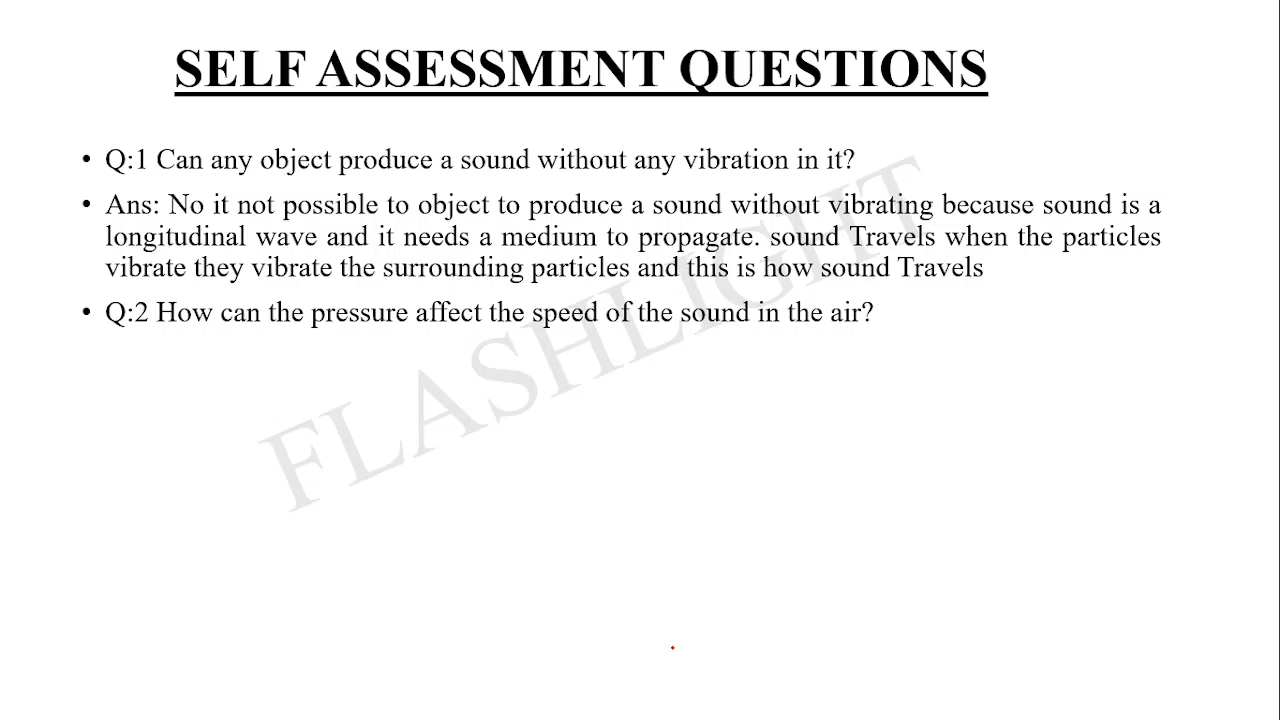 SELF ASSESSMENT QUESTIONS
• Q:1 Can any object produce a sound without any vibration in it?
• Ans: No it not possible to object to produce a sound without vibrating because sound is a
longitudinal wave and it needs a medium to propagate. sound Travels when the particles
vibrate they vibrate the surrounding particles and this is how sound Travels
• Q:2 How can the pressure affect the speed of the sound in the air?
FLASHLIGHT